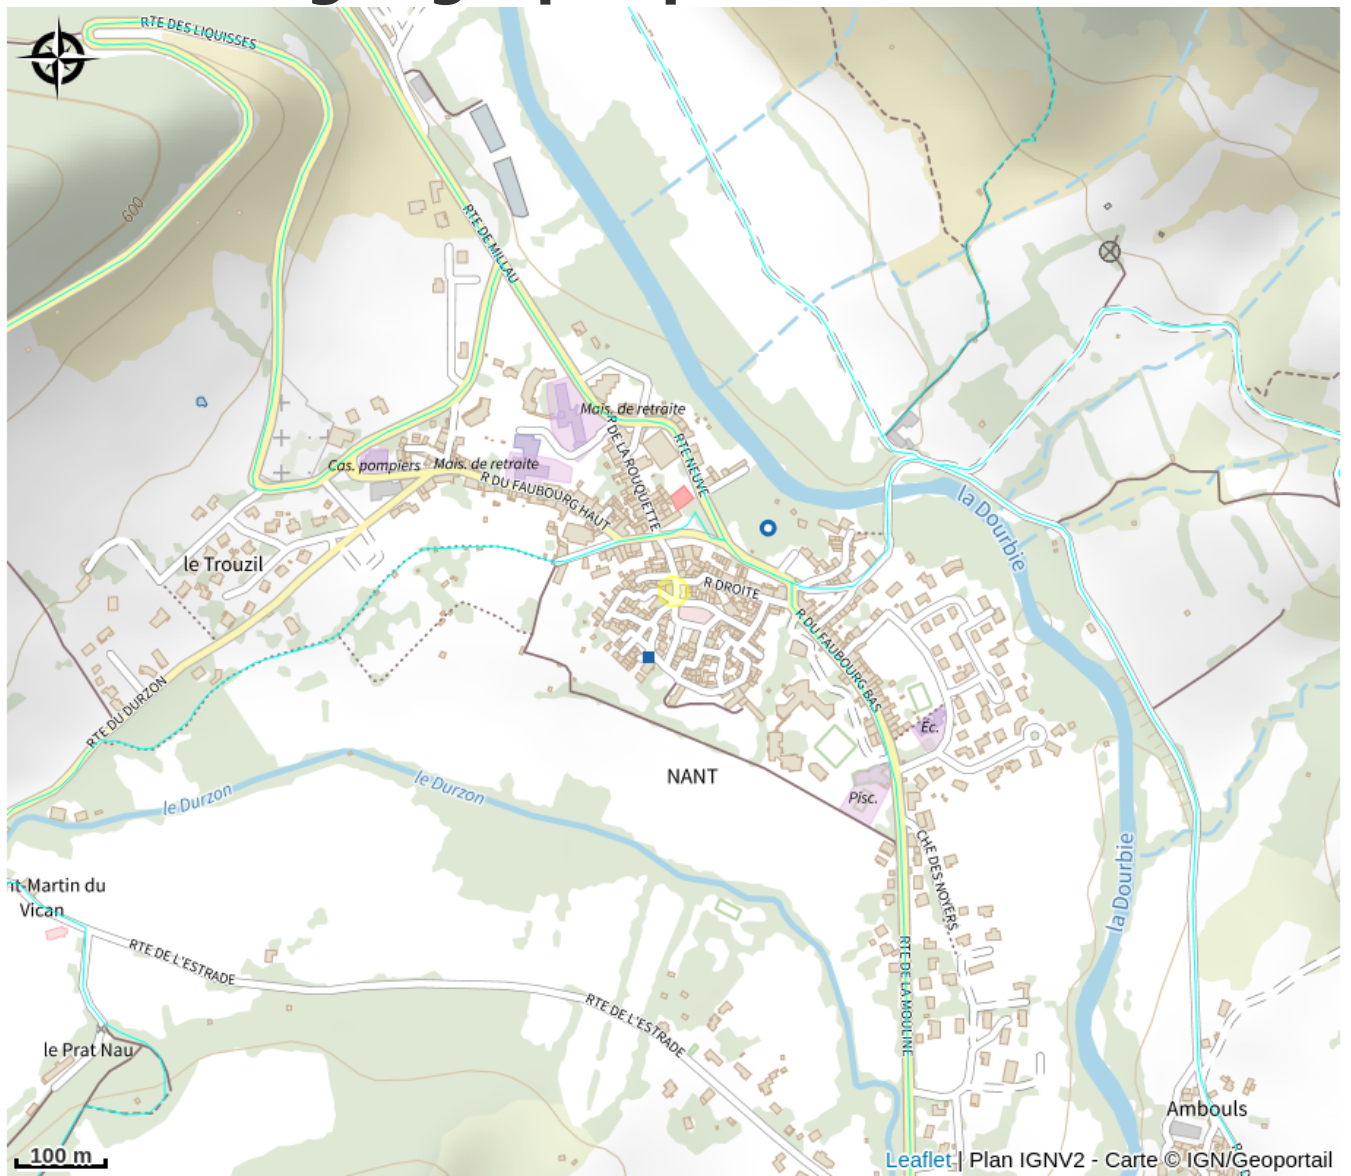 RTE DES LIQUISSES
600
RTE DE MILLAU
Mais. de retraite
R DE LA ROUQUETTE
RTE NEUVE
Cas. pompiers
Mais. de retraite
R DU FAUBOURG HAUT
la Dourbie
le Trouzil
R DROITE
R DU FAUBOURG BAS
RTE DU DURZON
Éc.
NANT
le Durzon
le Durzon
Pisc.
CHE DES NOYERS
la Dourbie
nt-Martin du
Vican
RTE DE L'ESTRADE
RTE DE L'ESTRADE
RTE DE LA MOULINE
le Prat Nau
Ambouls
100 m
Leaflet | Plan IGNV2 - Carte © IGN/Geoportail